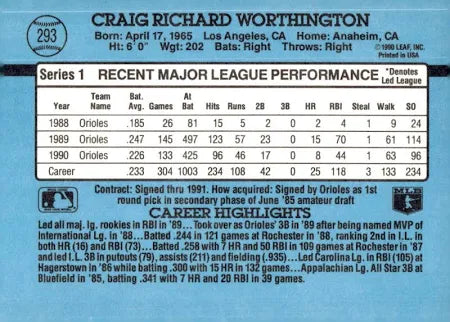 293
CRAIG RICHARD WORTHINGTON
Born: April 17, 1965 Los Angeles, CA Home: Anaheim, CA
Ht: 6' 0" Wgt: 202 Bats: Right Throws: Right
©1990 LEAF, INC.
Printed in USA
Series 1 RECENT MAJOR LEAGUE PERFORMANCE *Denotes Led League
Year Team Name Bat. Avg. Games At Bat Hits Runs 2B 3B HR RBI Steal Walk SO
1988 Orioles .185 26 81 15 5 2 0 2 4 1 9 24
1989 Orioles .247 145 497 123 57 23 0 15 70 1 61 114
1990 Orioles .226 133 425 96 46 17 0 8 44 1 63 96
Career .233 304 1003 234 108 42 0 25 118 3 133 234
Contract: Signed thru 1991. How acquired: Signed by Orioles as 1st
round pick in secondary phase of June '85 amateur draft
CAREER HIGHLIGHTS
Led all maj. lg. rookies in RBI in '89...Took over as Orioles' 3B in '89 after being named MVP of
International Lg. in '88...Batted .244 in 121 games at Rochester in '88, ranking 2nd in I.L. in
both HR (16) and RBI (73)...Batted .258 with 7 HR and 50 RBI in 109 games at Rochester in '87
and led I.L. 3B in putouts (79), assists (211) and fielding (.935)...Led Carolina Lg. in RBI (105) at
Hagerstown in '86 while batting .300 with 15 HR in 132 games...Appalachian Lg. All Star 3B at
Bluefield in '85, batting .341 with 7 HR and 20 RBI in 39 games.